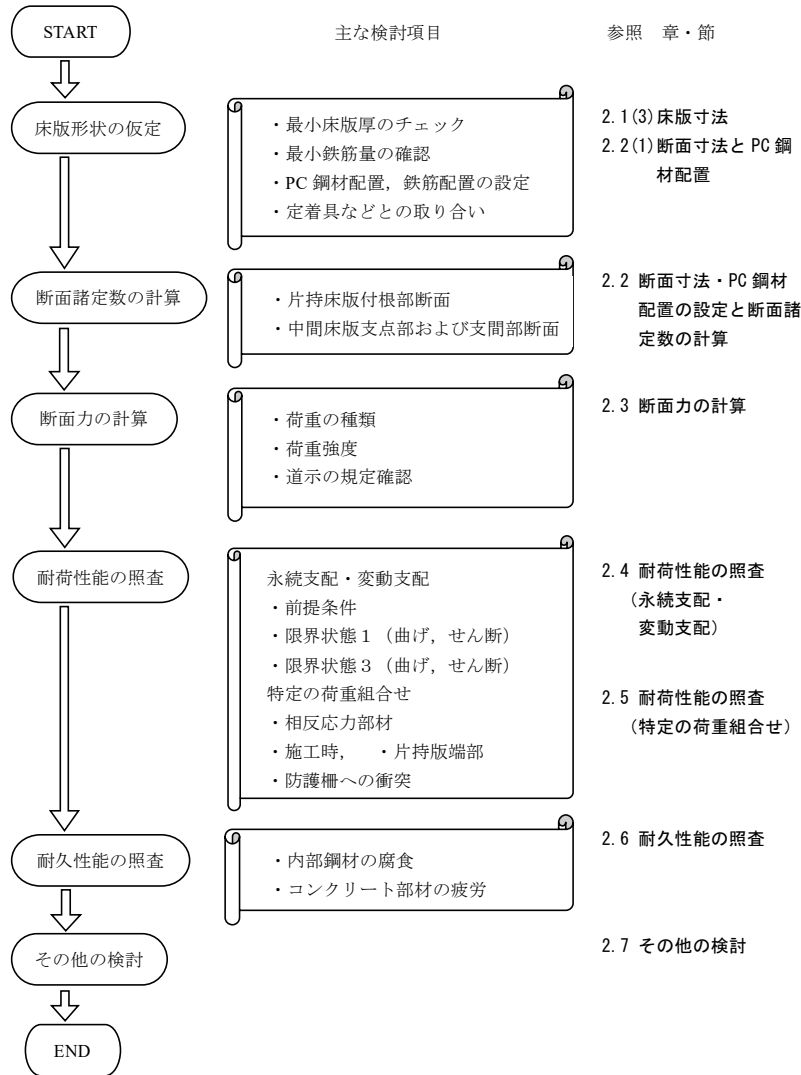 START
主な検討項目
参照　章・節
床版形状の仮定
・最小床版厚のチェック
・最小鉄筋量の確認
・PC 鋼材配置，鉄筋配置の設定
・定着具などとの取り合い
2.1(3)床版寸法
2.2(1)断面寸法と PC 鋼
材配置
断面諸定数の計算
・片持床版付根部断面
・中間床版支点部および支間部断面
2.2 断面寸法・PC 鋼材
配置の設定と断面諸
定数の計算
断面力の計算
・荷重の種類
・荷重強度
・道示の規定確認
2.3 断面力の計算
耐荷性能の照査
永続支配・変動支配
・前提条件
・限界状態１（曲げ，せん断）
・限界状態３（曲げ，せん断）
特定の荷重組合せ
・相反応力部材
・施工時，　・片持版端部
・防護柵への衝突
2.4 耐荷性能の照査
（永続支配・
変動支配）
2.5 耐荷性能の照査
（特定の荷重組合せ）
耐久性能の照査
・内部鋼材の腐食
・コンクリート部材の疲労
2.6 耐久性能の照査
その他の検討
2.7 その他の検討
END